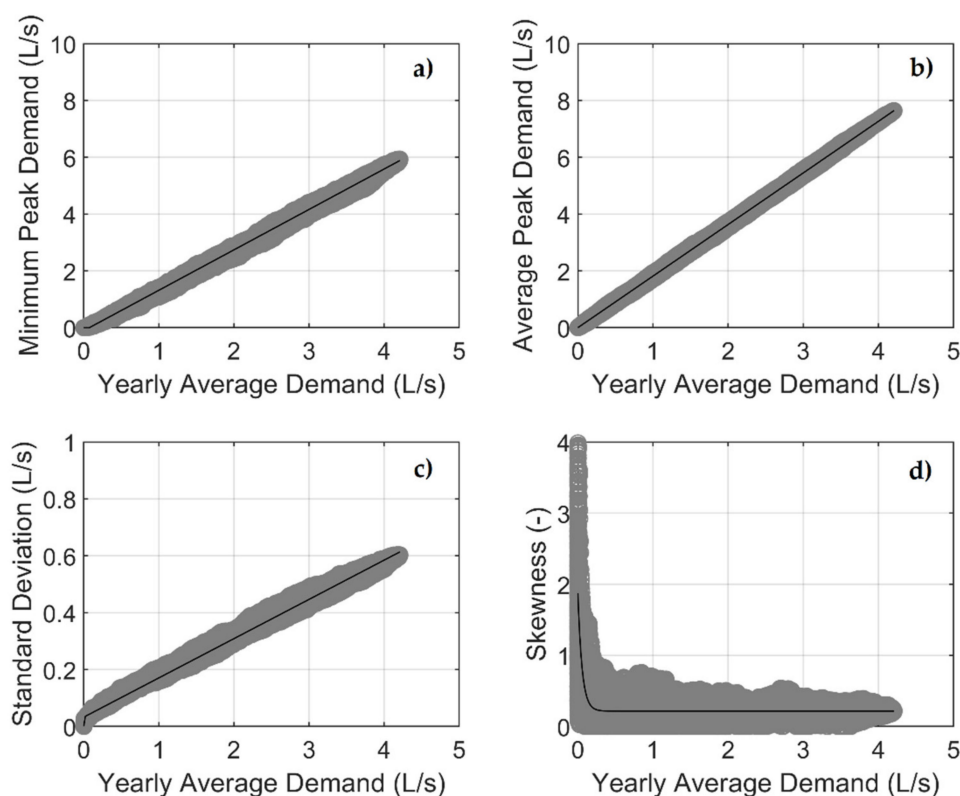 10
8
6
4
2
0
Minimum Peak Demand (L/s)
a)
0 1 2 3 4 5
Yearly Average Demand (L/s)
10
8
6
4
2
0
Average Peak Demand (L/s)
b)
0 1 2 3 4 5
Yearly Average Demand (L/s)
1
0.8
0.6
0.4
0.2
0
Standard Deviation (L/s)
c)
0 1 2 3 4 5
Yearly Average Demand (L/s)
4
3
2
1
0
Skewness (-)
d)
0 1 2 3 4 5
Yearly Average Demand (L/s)